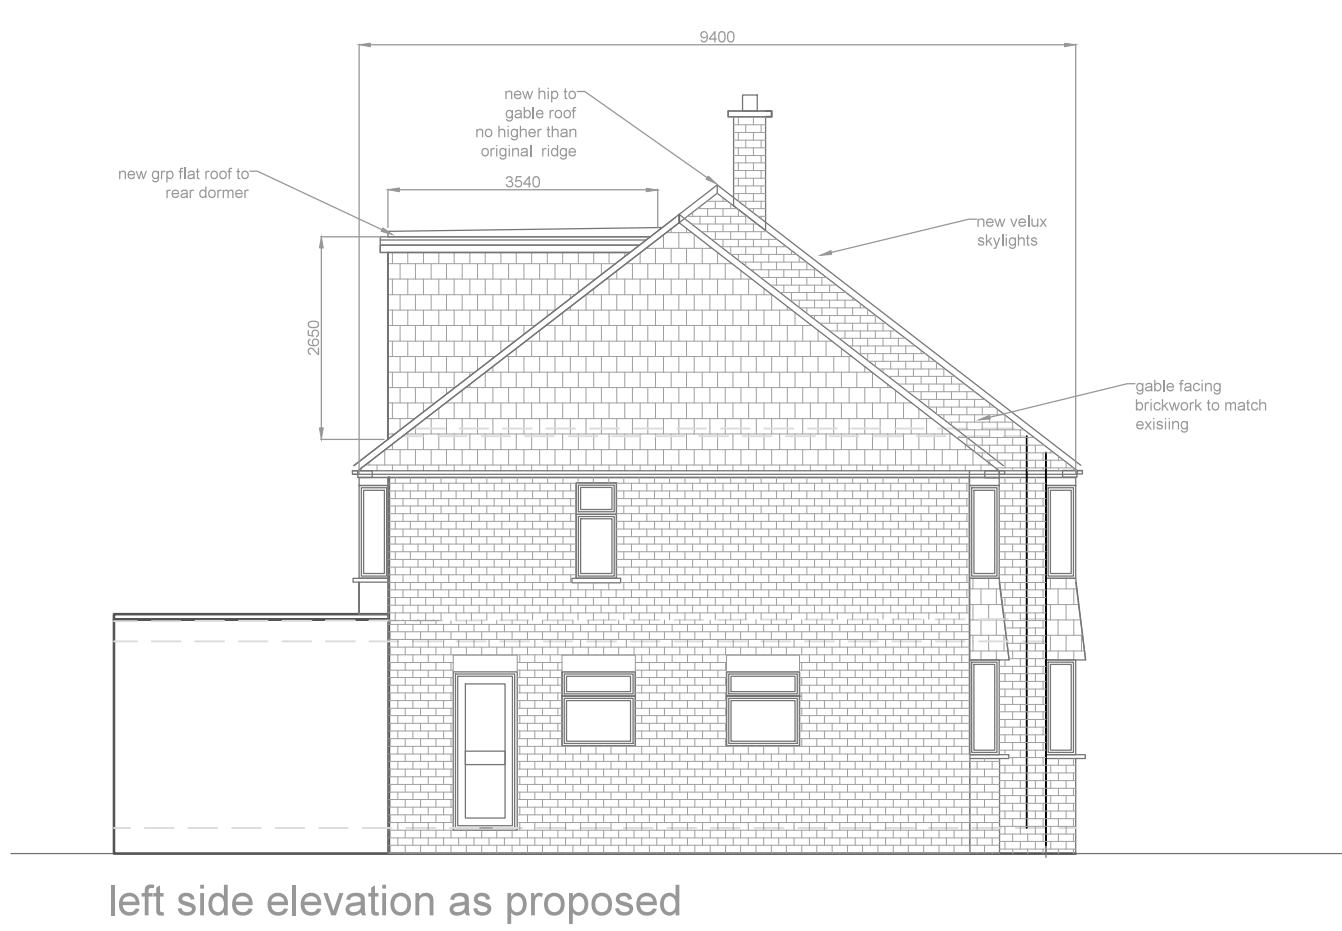 9400
new hip to
gable roof
no higher than
original ridge
new grp flat roof to
rear dormer
3540
new velux
skylights
2650
gable facing
brickwork to match
exisiing
left side elevation as proposed